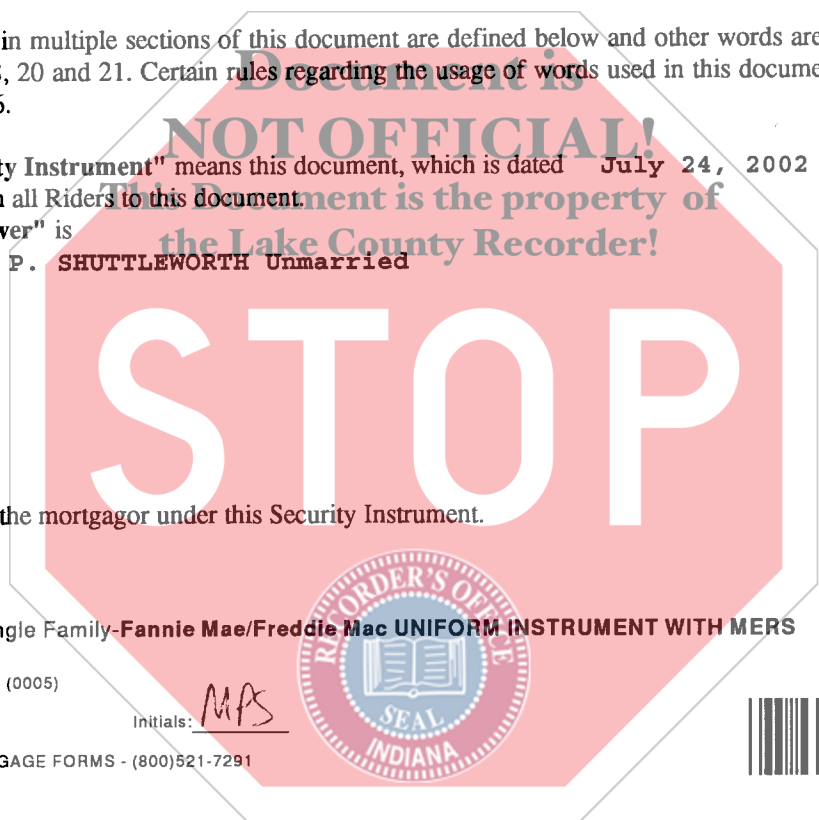 in multiple sections of this document are defined below and other words are
, 20 and 21. Certain rules regarding the usage of words used in this docume
Document is
NOT OFFICIAL!
ty Instrument" means this document, which is dated July 24, 2002
all Riders to this document.
This Document is the property of
wer" is
the Lake County Recorder!
P. SHUTTLEWORTH Unmarried
STOP
the mortgagor under this Security Instrument.
RECORDER'S OFFICE
SEAL
INDIANA
ngle Family-Fannie Mae/Freddie Mac UNIFORM INSTRUMENT WITH MERS
(0005)
Initials: MPS
GAGE FORMS - (800)521-7291